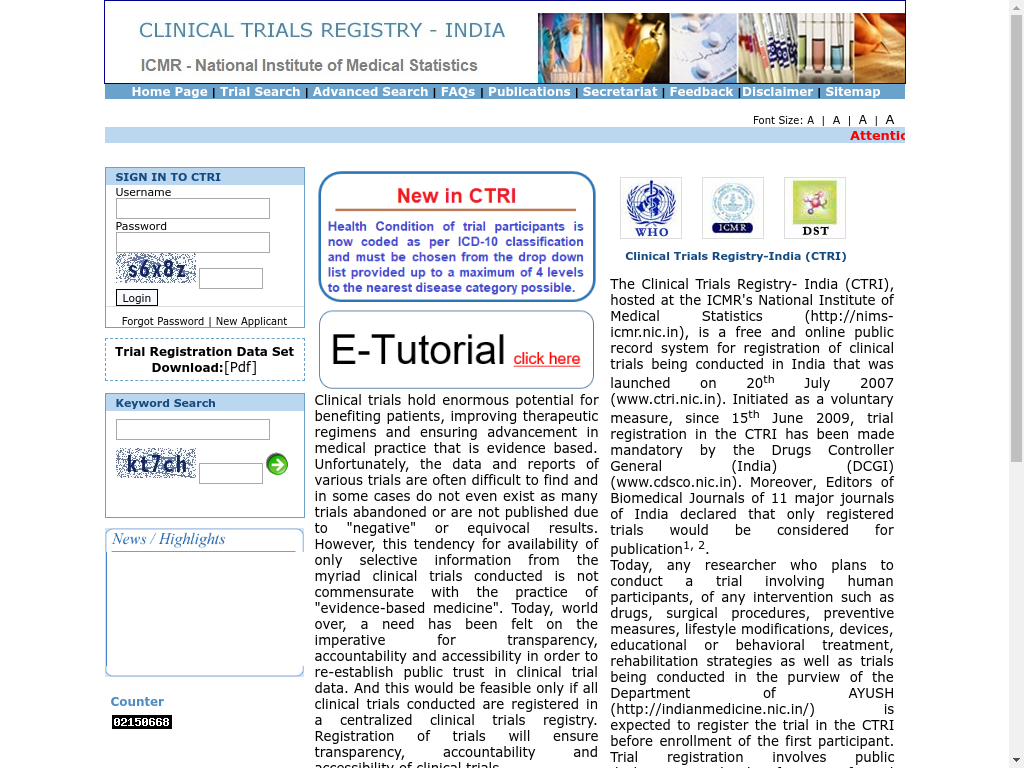 CLINICAL TRIALS REGISTRY - INDIA
ICMR - National Institute of Medical Statistics
Home Page | Trial Search | Advanced Search | FAQs | Publications | Secretariat | Feedback |Disclaimer | Sitemap
Font Size: A | A | A | A
Attentio
SIGN IN TO CTRI
Username
Password
s6x8z
Login
Forgot Password | New Applicant
Trial Registration Data Set
Download:[Pdf]
Keyword Search
kt7ch
News / Highlights
Counter
02150668
New in CTRI
Health Condition of trial participants is
now coded as per ICD-10 classification
and must be chosen from the drop down
list provided up to a maximum of 4 levels
to the nearest disease category possible.
E-Tutorial click here
Clinical trials hold enormous potential for
benefiting patients, improving therapeutic
regimens and ensuring advancement in
medical practice that is evidence based.
Unfortunately, the data and reports of
various trials are often difficult to find and
in some cases do not even exist as many
trials abandoned or are not published due
to "negative" or equivocal results.
However, this tendency for availability of
only selective information from the
myriad clinical trials conducted is not
commensurate with the practice of
"evidence-based medicine". Today, world
over, a need has been felt on the
imperative for transparency,
accountability and accessibility in order to
re-establish public trust in clinical trial
data. And this would be feasible only if all
clinical trials conducted are registered in
a centralized clinical trials registry.
Registration of trials will ensure
transparency, accountability and
accessibility of clinical trials.
WHO
ICMR
DST
Clinical Trials Registry-India (CTRI)
The Clinical Trials Registry- India (CTRI),
hosted at the ICMR's National Institute of
Medical Statistics (http://nims-
icmr.nic.in), is a free and online public
record system for registration of clinical
trials being conducted in India that was
launched on 20th July 2007
(www.ctri.nic.in). Initiated as a voluntary
measure, since 15th June 2009, trial
registration in the CTRI has been made
mandatory by the Drugs Controller
General (India) (DCGI)
(www.cdsco.nic.in). Moreover, Editors of
Biomedical Journals of 11 major journals
of India declared that only registered
trials would be considered for
publication1, 2.
Today, any researcher who plans to
conduct a trial involving human
participants, of any intervention such as
drugs, surgical procedures, preventive
measures, lifestyle modifications, devices,
educational or behavioral treatment,
rehabilitation strategies as well as trials
being conducted in the purview of the
Department of AYUSH
(http://indianmedicine.nic.in/) is
expected to register the trial in the CTRI
before enrollment of the first participant.
Trial registration involves public